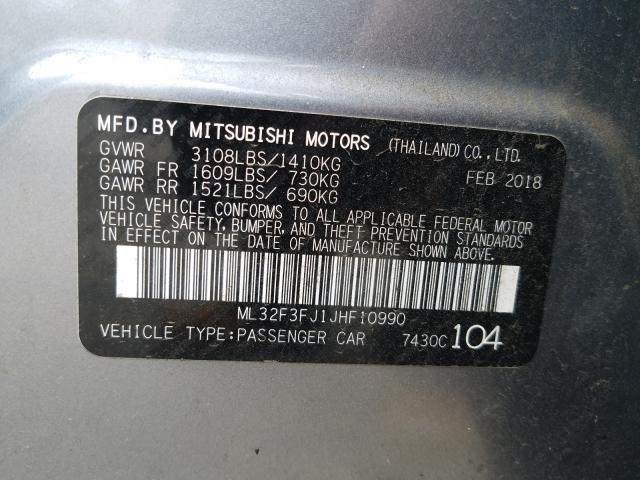 MFD.BY MITSUBISHI MOTORS (THAILAND)CO.,LTD.
GVWR 3108LBS/1410KG FEB 2018
GAWR FR 1609LBS/ 730KG
GAWR RR 1521LBS/ 690KG
THIS VEHICLE CONFORMS TO ALL APPLICABLE FEDERAL MOTOR
VEHICLE SAFETY, BUMPER, AND THEFT PREVENTION STANDARDS
IN EFFECT ON THE DATE OF MANUFACTURE SHOWN ABOVE.
ML32F3FJ1JHF10990
VEHICLE TYPE:PASSENGER CAR 7430C 104